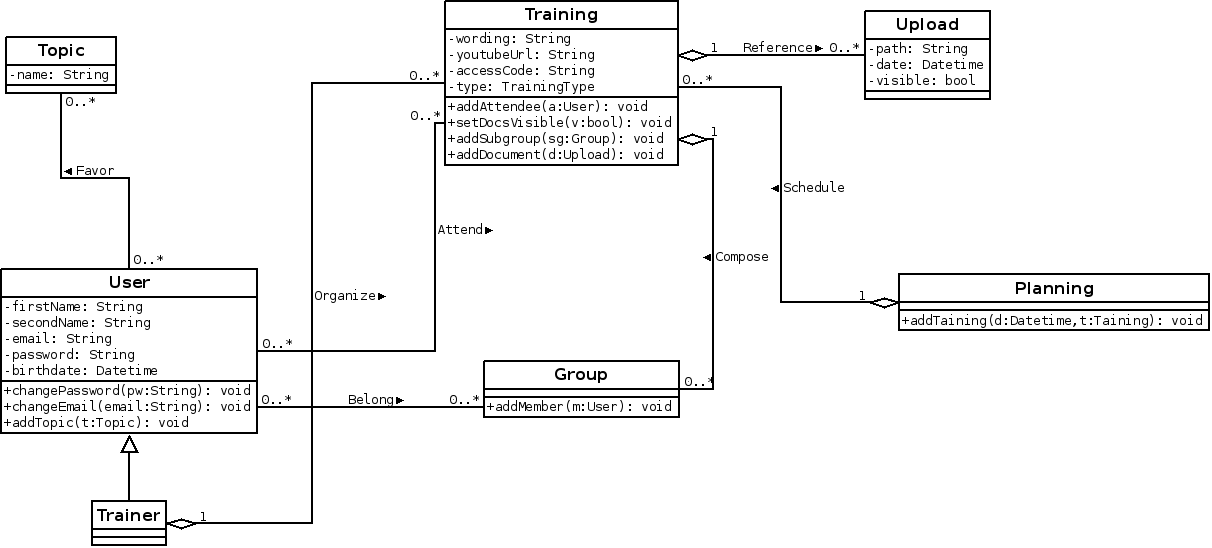 Topic
-name: String
0..*
◄Favor
0..*
Training
-wording: String
-youtubeUrl: String
-accessCode: String
-type: TrainingType
+addAttendee(a:User): void
+setDocsVisible(v:bool): void
+addSubgroup(sg:Group): void
+addDocument(d:Upload): void
1
Reference►
0..*
Upload
-path: String
-date: Datetime
-visible: bool
0..*
0..*
0..*
1
◄Schedule
Attend►
◄Compose
Organize►
User
-firstName: String
-secondName: String
-email: String
-password: String
-birthdate: Datetime
+changePassword(pw:String): void
+changeEmail(email:String): void
+addTopic(t:Topic): void
0..*
0..*
Belong►
0..*
Group
+addMember(m:User): void
0..*
1
Planning
+addTaining(d:Datetime,t:Taining): void
Trainer
1